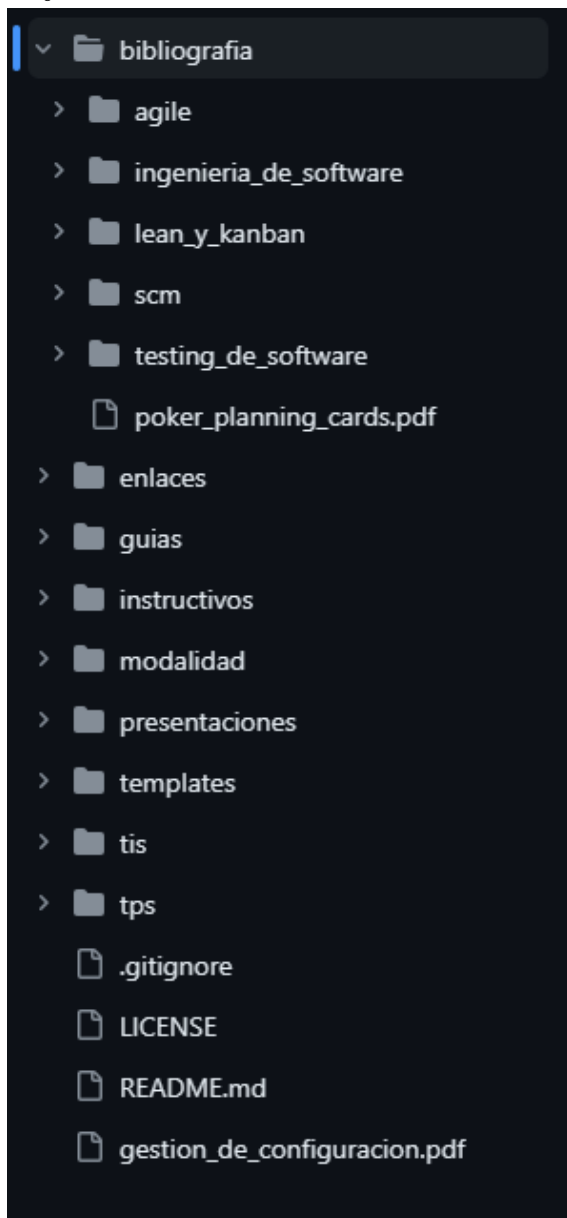 bibliografia
agile
ingenieria_de_software
lean_y_kanban
scm
testing_de_software
poker_planning_cards.pdf
enlaces
guias
instructivos
modalidad
presentaciones
templates
tis
tps
.gitignore
LICENSE
README.md
gestion_de_configuracion.pdf